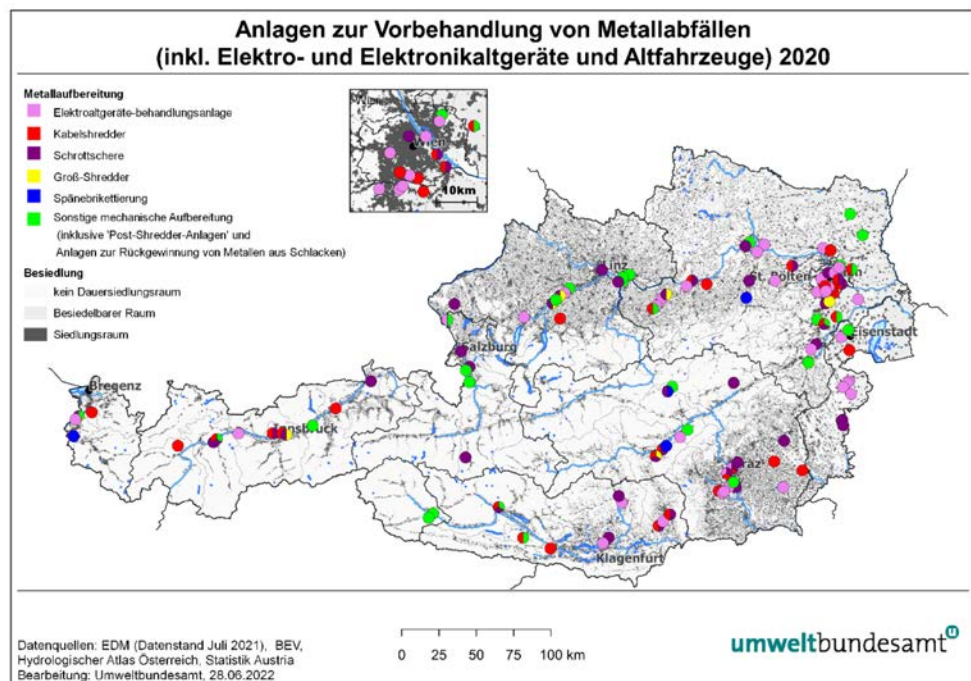 Anlagen zur Vorbehandlung von Metallabfällen
(inkl. Elektro- und Elektronikaltgeräte und Altfahrzeuge) 2020
Metallaufbereitung
Elektroaltgeräte-behandlungsanlage
Kabelshredder
Schrottschere
Groß-Shredder
Spänebrikettierung
Sonstige mechanische Aufbereitung
(inklusive 'Post-Shredder-Anlagen' und
Anlagen zur Rückgewinnung von Metallen aus Schlacken)
Besiedlung
kein Dauersiedlungsraum
Besiedelbarer Raum
Siedlungsraum
Wien
10km
Linz
St. Pölten
Eisenstadt
Salzburg
Bregenz
Innsbruck
Graz
Klagenfurt
Datenquellen: EDM (Datenstand Juli 2021), BEV,
Hydrologischer Atlas Österreich, Statistik Austria
Bearbeitung: Umweltbundesamt, 28.06.2022
0 25 50 100 km
umweltbundesamt